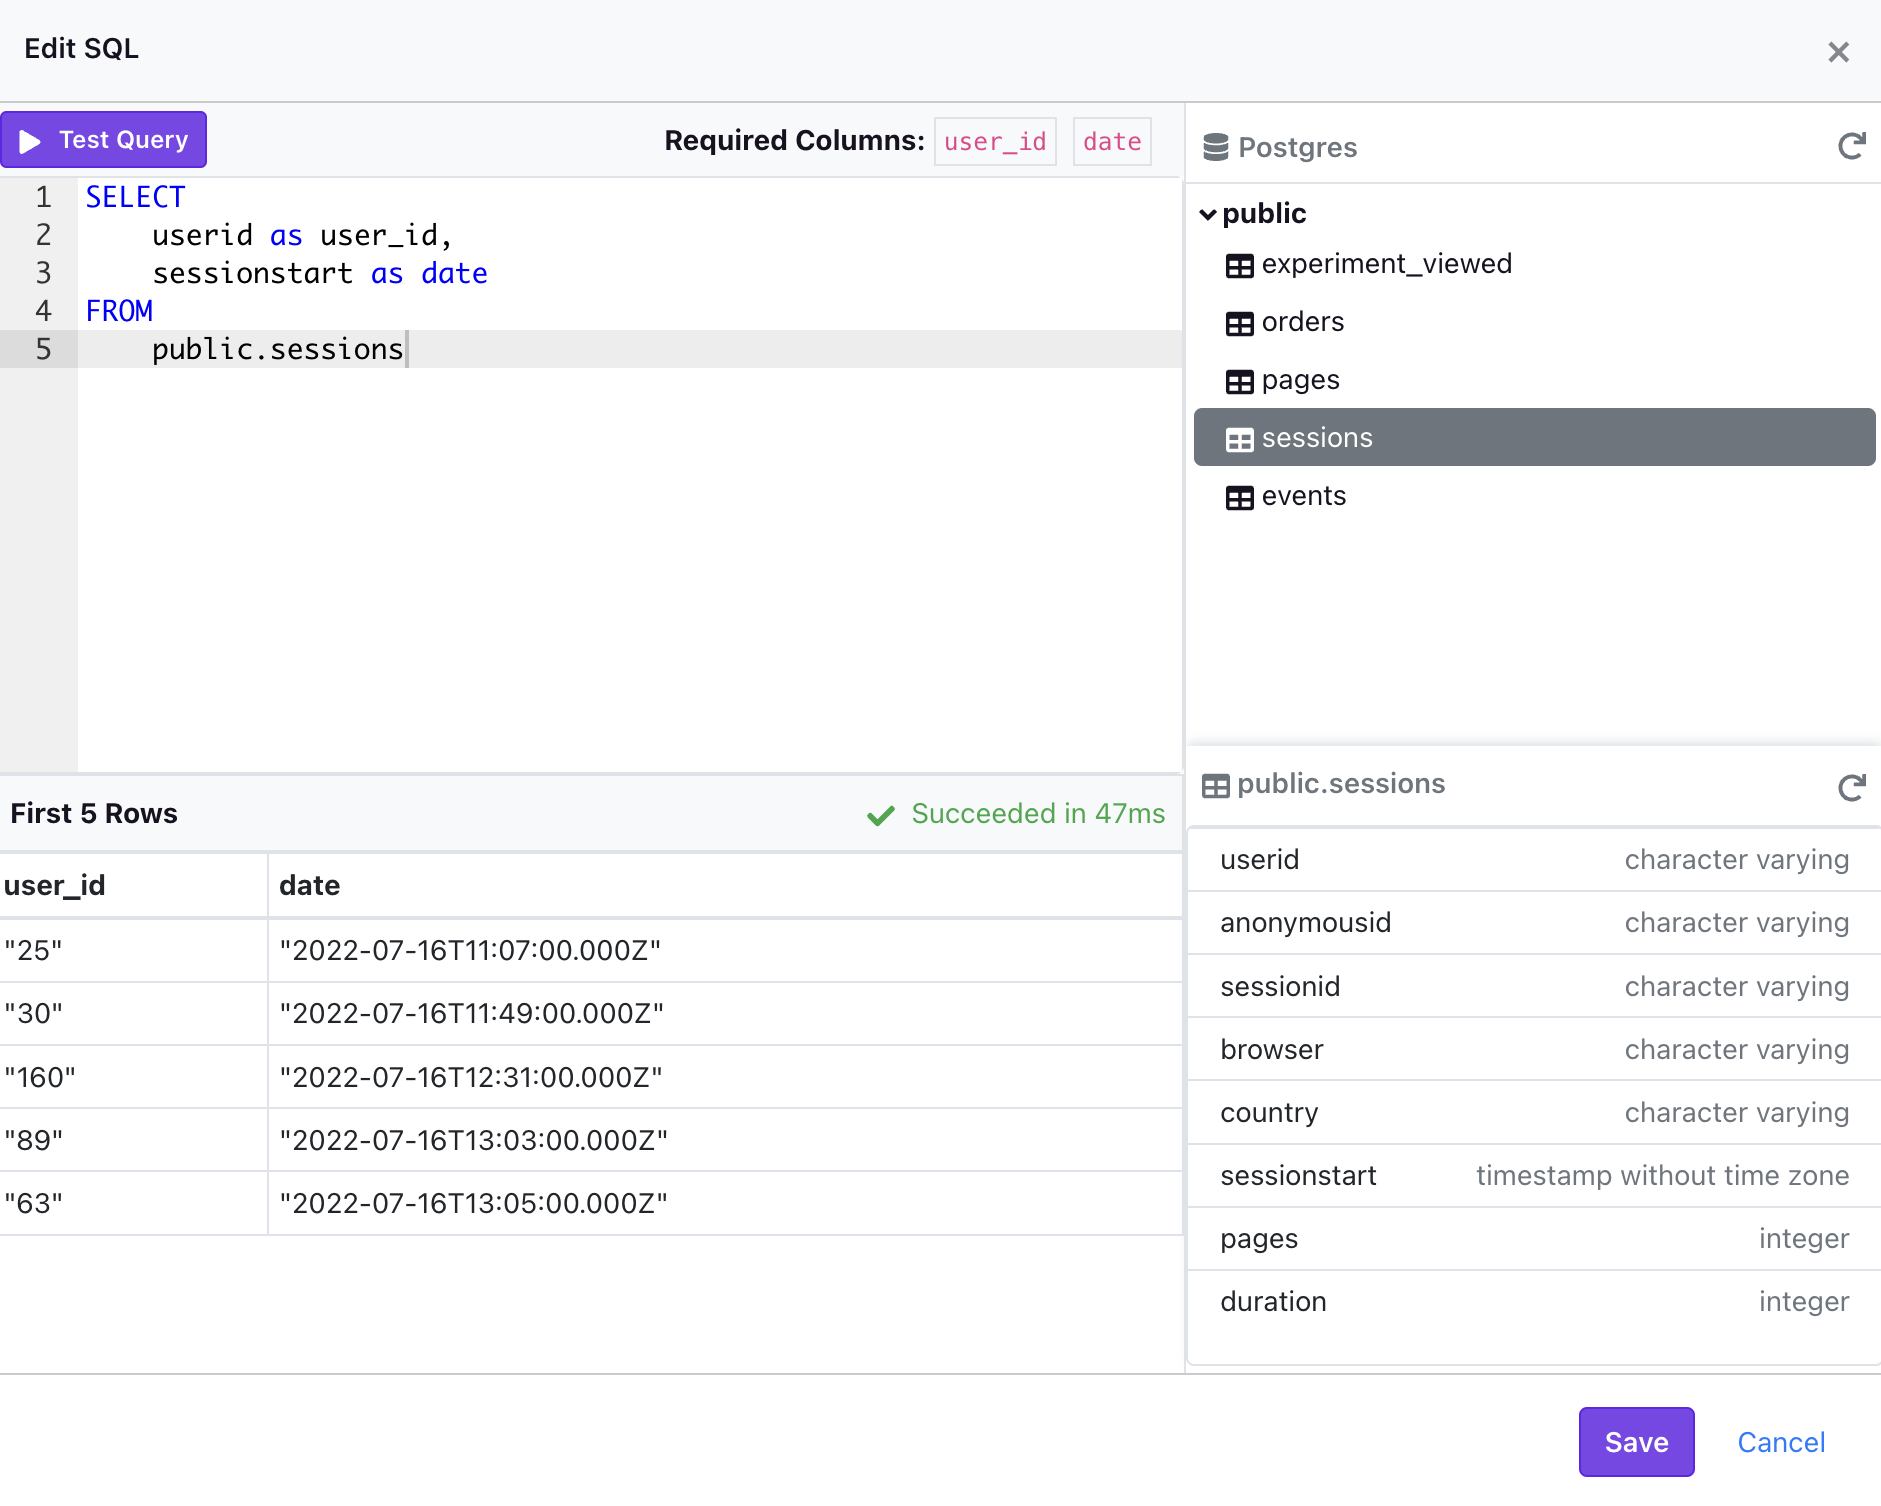 Edit SQL
Test Query
Required Columns: user_id date
1 SELECT
2 userid as user_id,
3 sessionstart as date
4 FROM
5 public.sessions
First 5 Rows
Succeeded in 47ms
user_id date
"25" "2022-07-16T11:07:00.000Z"
"30" "2022-07-16T11:49:00.000Z"
"160" "2022-07-16T12:31:00.000Z"
"89" "2022-07-16T13:03:00.000Z"
"63" "2022-07-16T13:05:00.000Z"
Postgres
public
experiment_viewed
orders
pages
sessions
events
public.sessions
userid character varying
anonymousid character varying
sessionid character varying
browser character varying
country character varying
sessionstart timestamp without time zone
pages integer
duration integer
Save Cancel